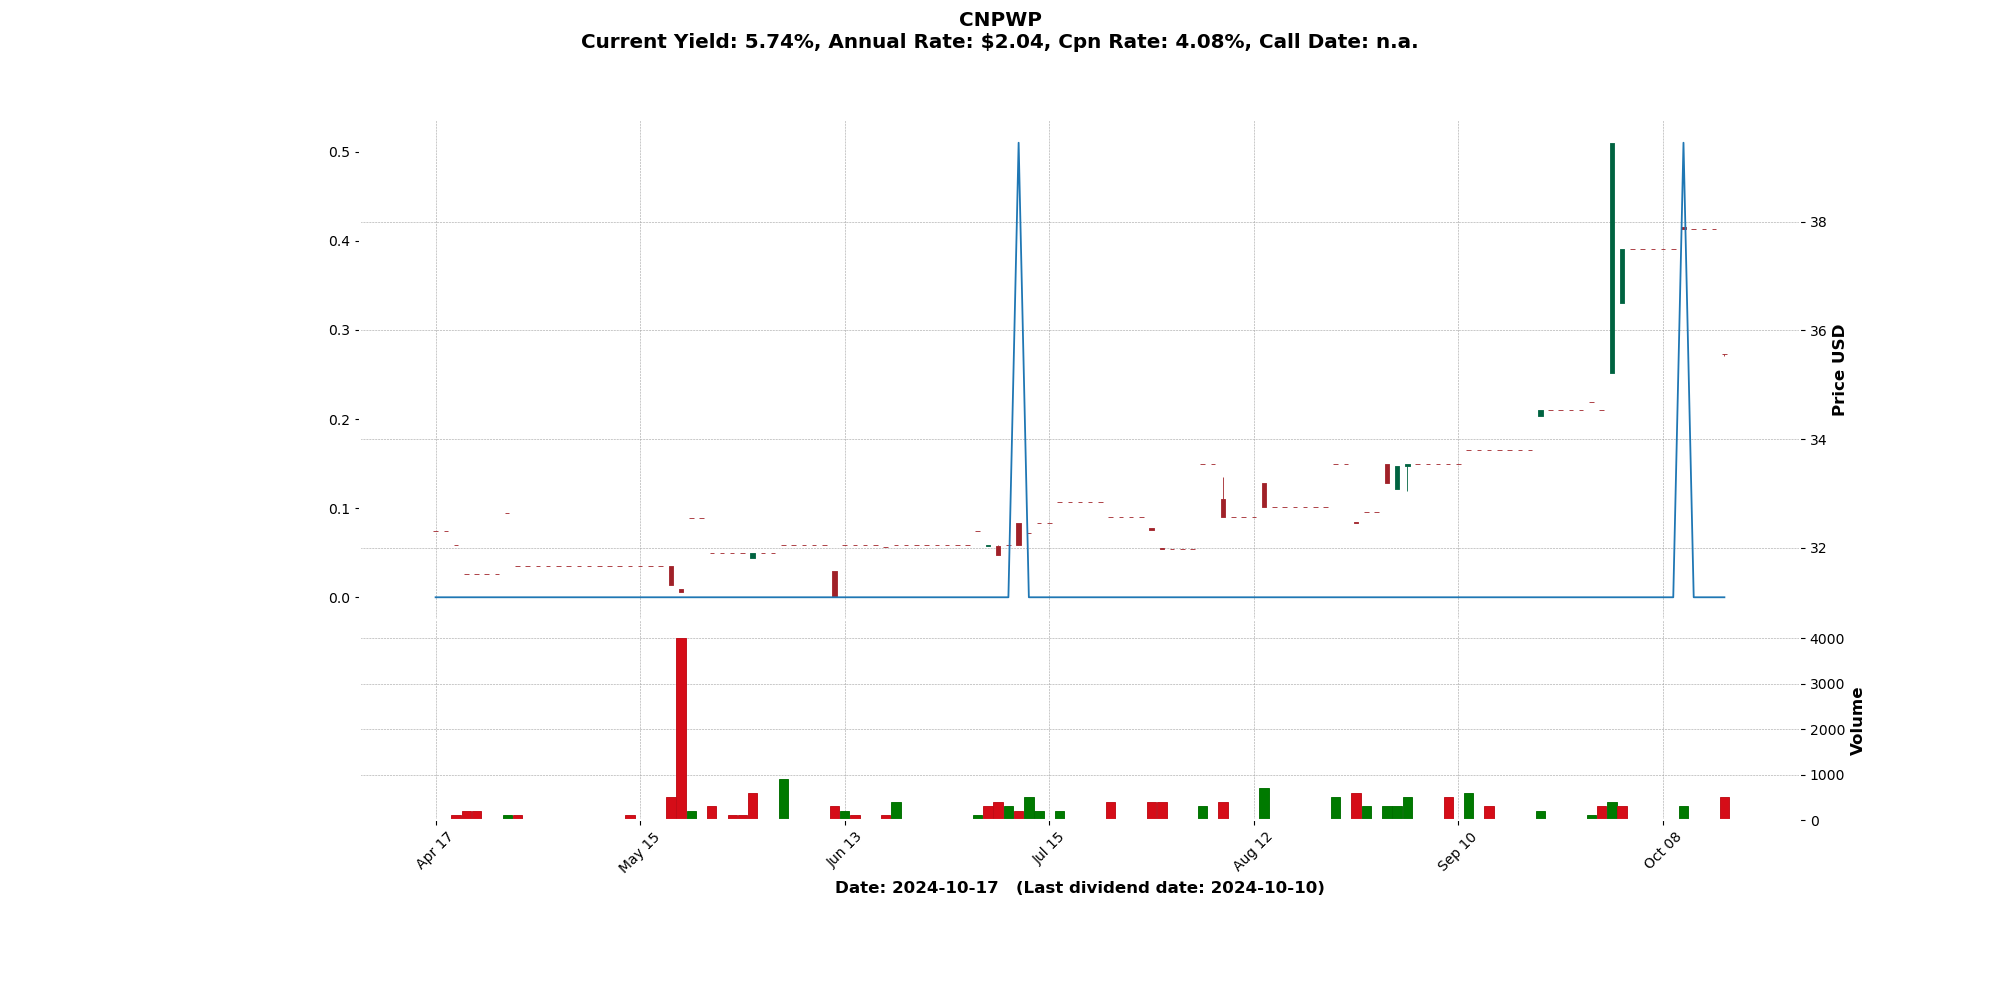 CNPWP
Current Yield: 5.74%, Annual Rate: $2.04, Cpn Rate: 4.08%, Call Date: n.a.
0.5
0.4
0.3
0.2
0.1
0.0
38
36
34
32
Price USD
4000
3000
2000
1000
0
Volume
Apr 17
May 15
Jun 13
Jul 15
Aug 12
Sep 10
Oct 08
Date: 2024-10-17   (Last dividend date: 2024-10-10)